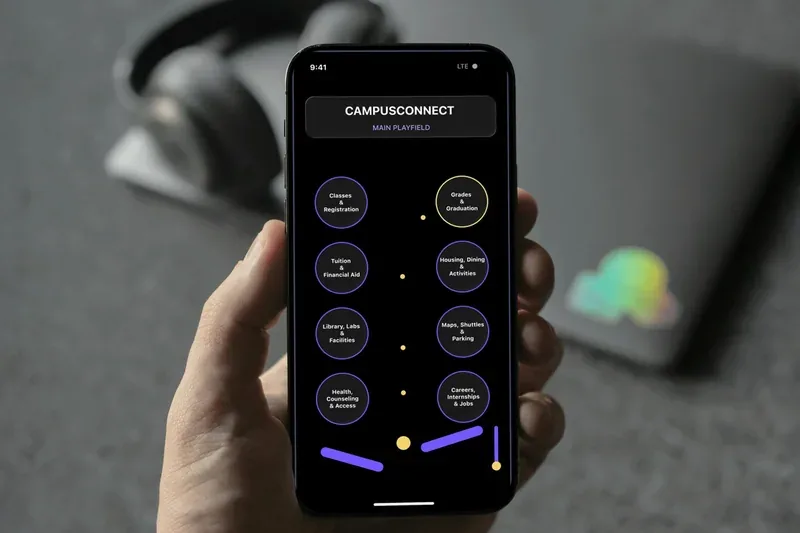 9:41
LTE
CAMPUSCONNECT
MAIN PLAYFIELD
Classes
&
Registration
Grades
&
Graduation
Tuition
&
Financial Aid
Housing, Dining
&
Activities
Library, Labs
&
Facilities
Maps, Shuttles
&
Parking
Health,
Counseling
& Access
Careers,
Internships
& Jobs